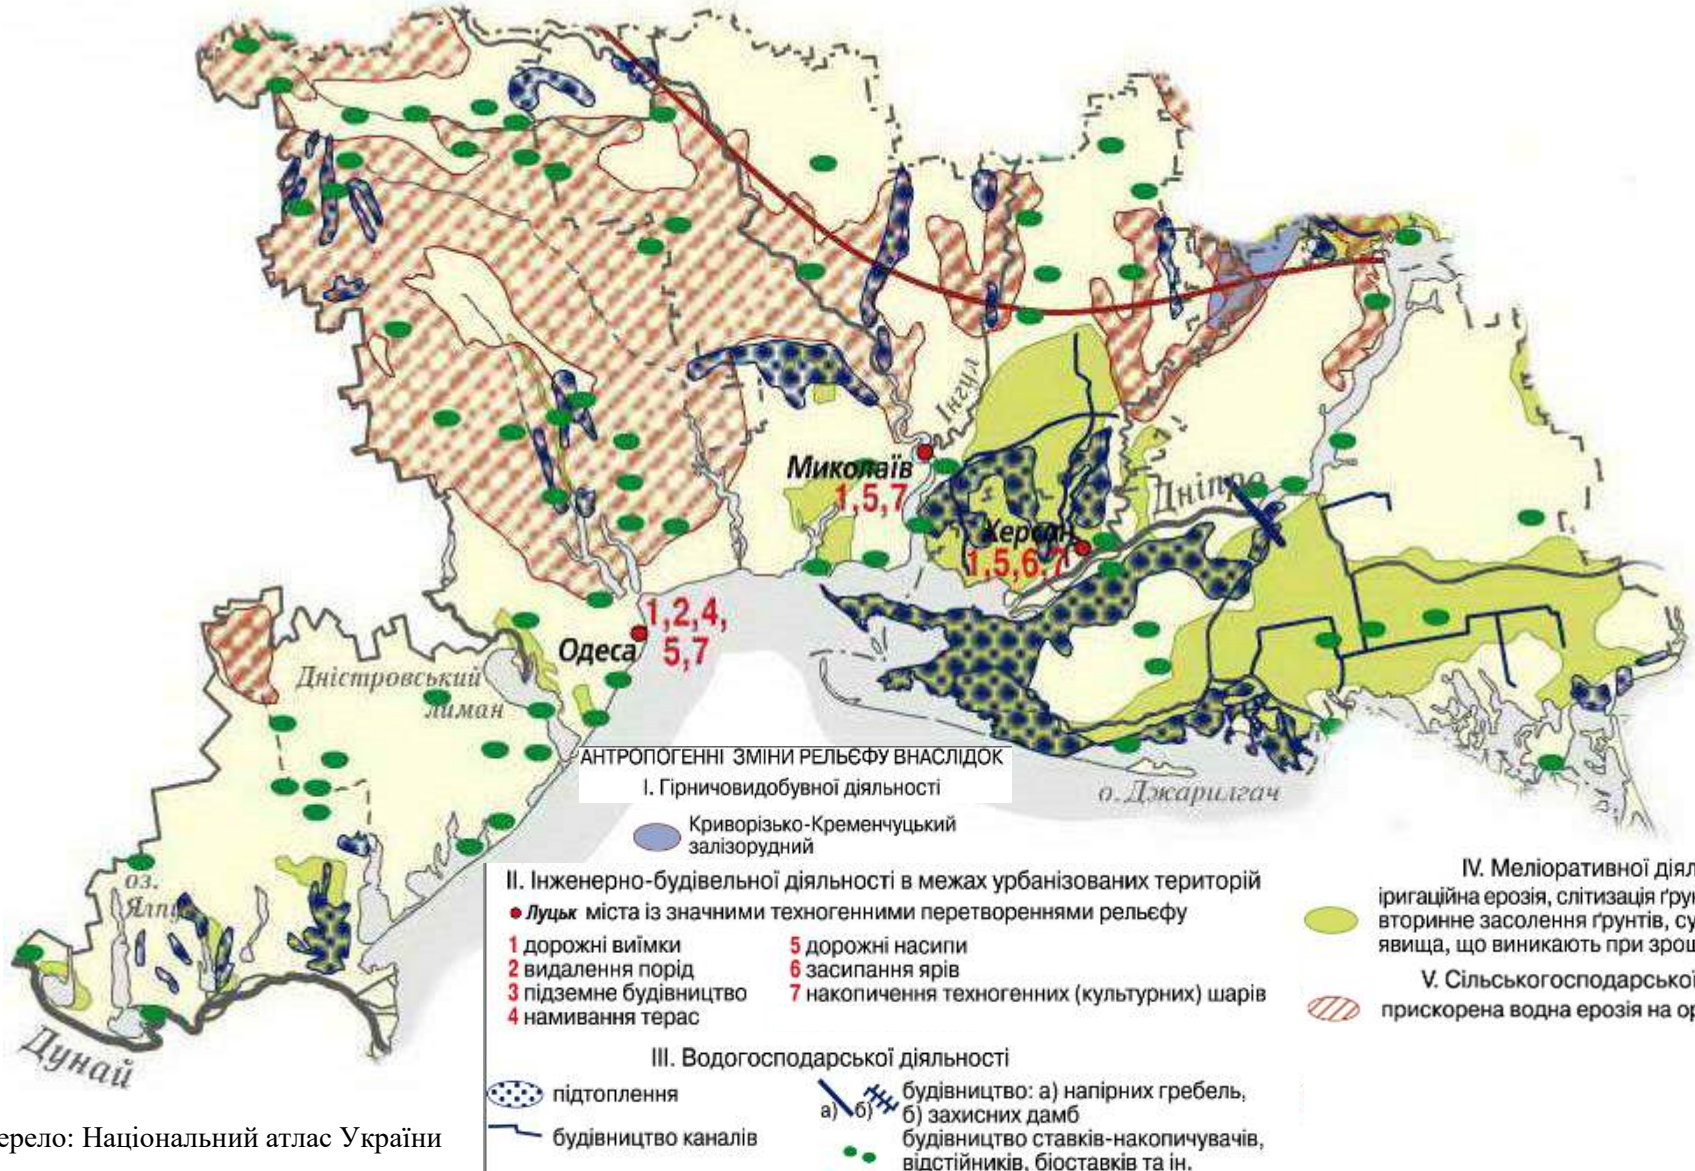 Інгул
Миколаїв
1,5,7
Дніпро
Херсон
1,5,6,7
1,2,4,
5,7
Одеса
Дністровський
лиман
о. Джарилгач
оз.
Дунай
АНТРОПОГЕННІ ЗМІНИ РЕЛЬЄФУ ВНАСЛІДОК
І. Гірничовидобувної діяльності
Криворізько-Кременчуцький
залізорудний
ІІ. Інженерно-будівельної діяльності в межах урбанізованих територій
Луцьк міста із значними техногенними перетвореннями рельєфу
1 дорожні виїмки
2 видалення порід
3 підземне будівництво
4 намивання терас
5 дорожні насипи
6 засипання ярів
7 накопичення техногенних (культурних) шарів
ІІІ. Водогосподарської діяльності
підтоплення
будівництво каналів
а) б)
будівництво: а) напірних гребель,
б) захисних дамб
будівництво ставків-накопичувачів,
відстійників, біоставків та ін.
IV. Меліоративної
іригаційна ерозія, слітизація
вторинне засолення ґрунтів,
явища, що виникають при
V. Сільськогосподарської
прискорена водна ерозія на
Національний атлас України